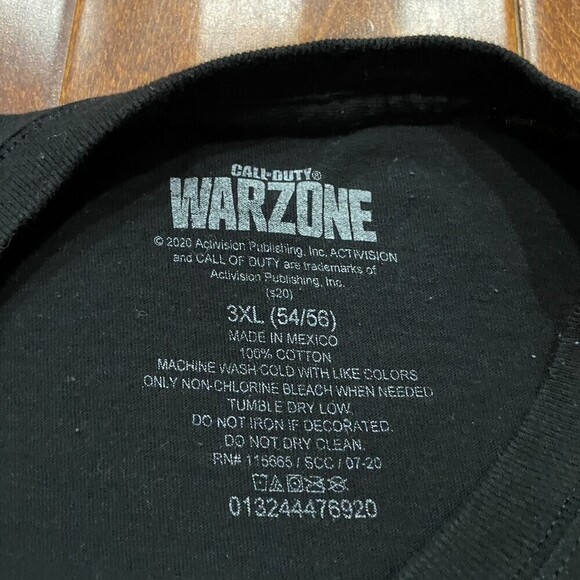 CALL OF DUTY®
WARZONE
© 2020 Activision Publishing, Inc. ACTIVISION
and CALL OF DUTY are trademarks of
Activision Publishing, Inc.
(s20)
3XL (54/56)
MADE IN MEXICO
100% COTTON
MACHINE WASH COLD WITH LIKE COLORS
ONLY NON-CHLORINE BLEACH WHEN NEEDED
TUMBLE DRY LOW.
DO NOT IRON IF DECORATED.
DO NOT DRY CLEAN.
RN# 115665 / SCC / 07-20
013244476920